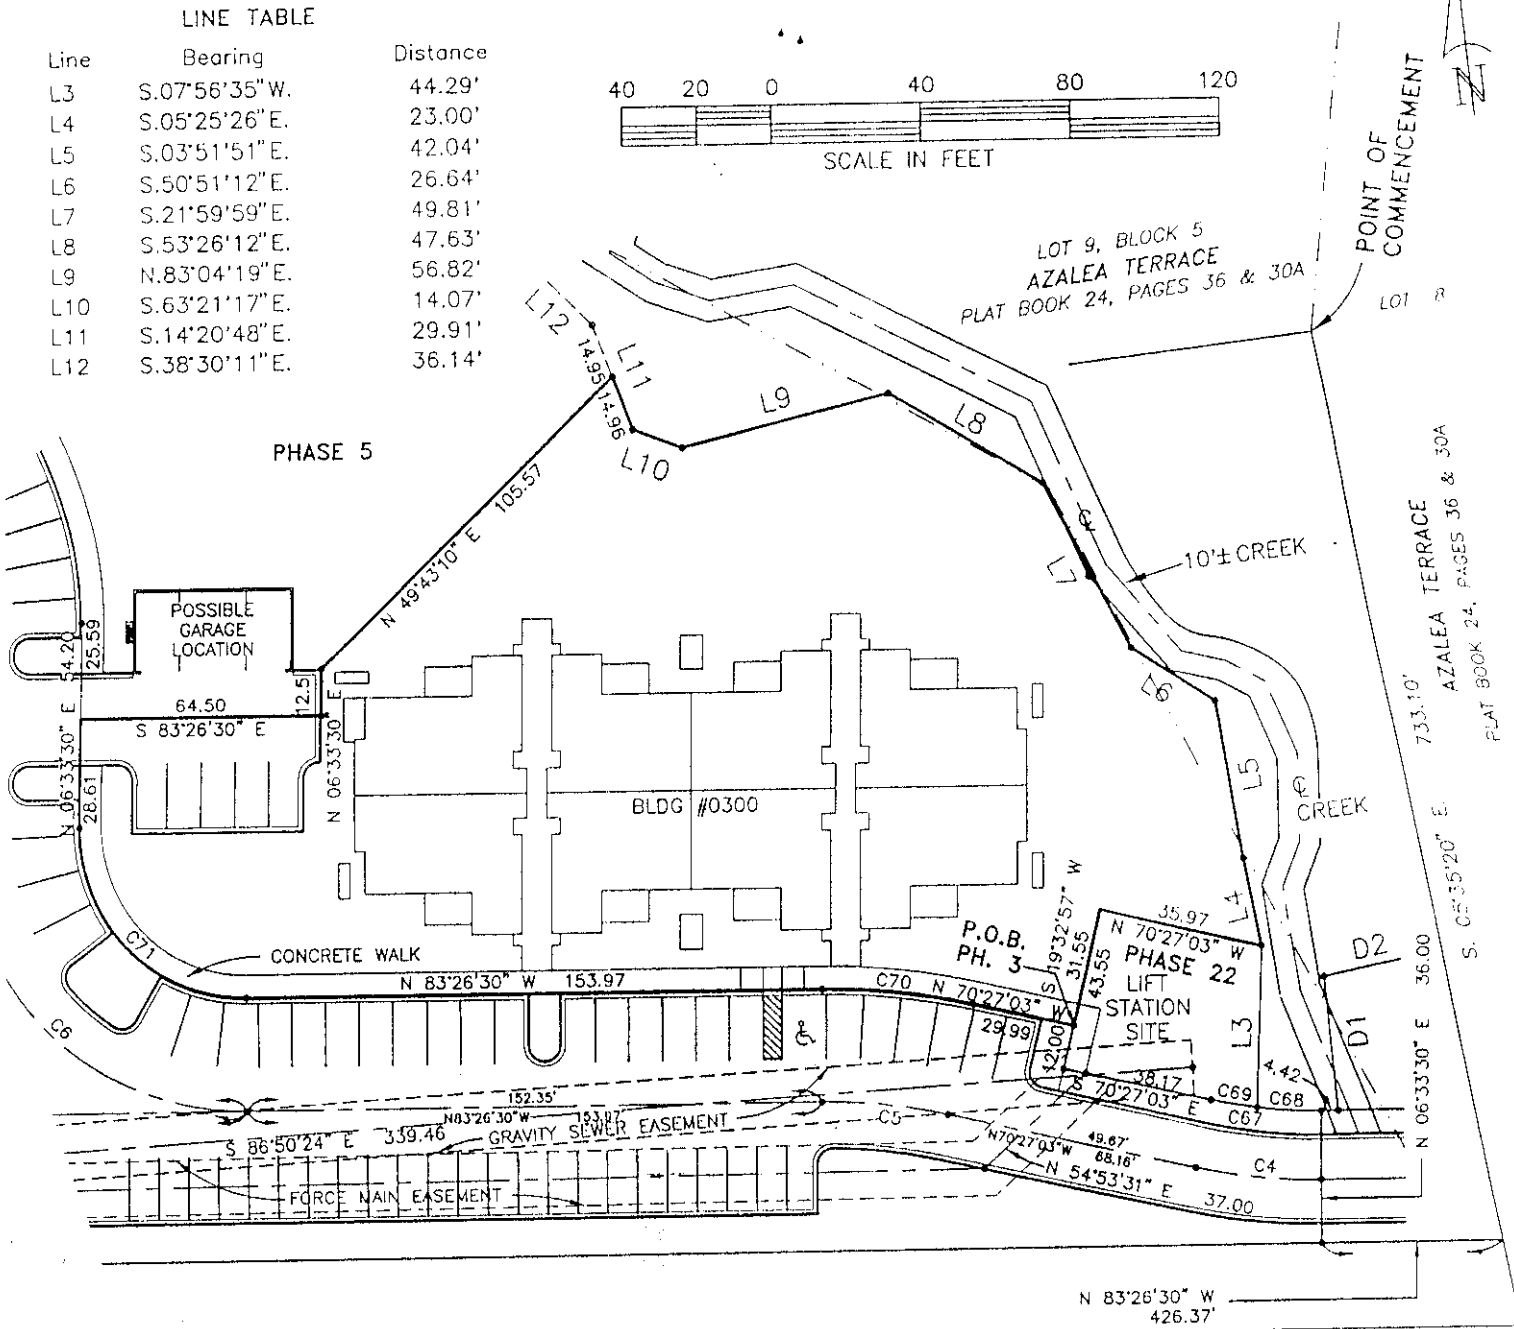 LINE TABLE
Line Bearing Distance
L3 S.07°56'35"W. 44.29'
L4 S.05°25'26"E. 23.00'
L5 S.03°51'51"E. 42.04'
L6 S.50°51'12"E. 26.64'
L7 S.21°59'59"E. 49.81'
L8 S.53°26'12"E. 47.63'
L9 N.83°04'19"E. 56.82'
L10 S.63°21'17"E. 14.07'
L11 S.14°20'48"E. 29.91'
L12 S.38°30'11"E. 36.14'
40 20 0 40 80 120
SCALE IN FEET
N
POINT OF
COMMENCEMENT
LOT 9, BLOCK 5
AZALEA TERRACE
PLAT BOOK 24, PAGES 36 & 30A
LOT 8
L12
L11
14.95
14.96
L10
L9
L8
L7
℄
10'± CREEK
L6
L5
℄
CREEK
L4
PHASE 5
N 49°43'10" E 105.57
POSSIBLE
GARAGE
LOCATION
N 06°33'30" E 54.20
25.59
28.61
64.50
S 83°26'30" E
12.5
N 06°33'30 E
BLDG #0300
733.10'
AZALEA TERRACE
PLAT BOOK 24, PAGES 36 & 30A
C71
CONCRETE WALK
N 83°26'30" W 153.97
C70
N 70°27'03" W
29.99
P.O.B.
PH. 3
S 19°32'57" W
31.55
43.55
35.97
N 70°27'03" W
PHASE 22
LIFT
STATION
SITE
L3
D2
D1
4.42
12.00
38.17
S 70°27'03" E
C69
C68
C67
N 06°33'30" E 36.00
C6
152.35'
N83°26'30"W 153.97
C5
S 86°50'24" E 339.46
GRAVITY SEWER EASEMENT
FORCE MAIN EASEMENT
N70°27'03"W
49.67'
68.16'
N 54°53'31" E 37.00
C4
N 83°26'30" W
426.37'